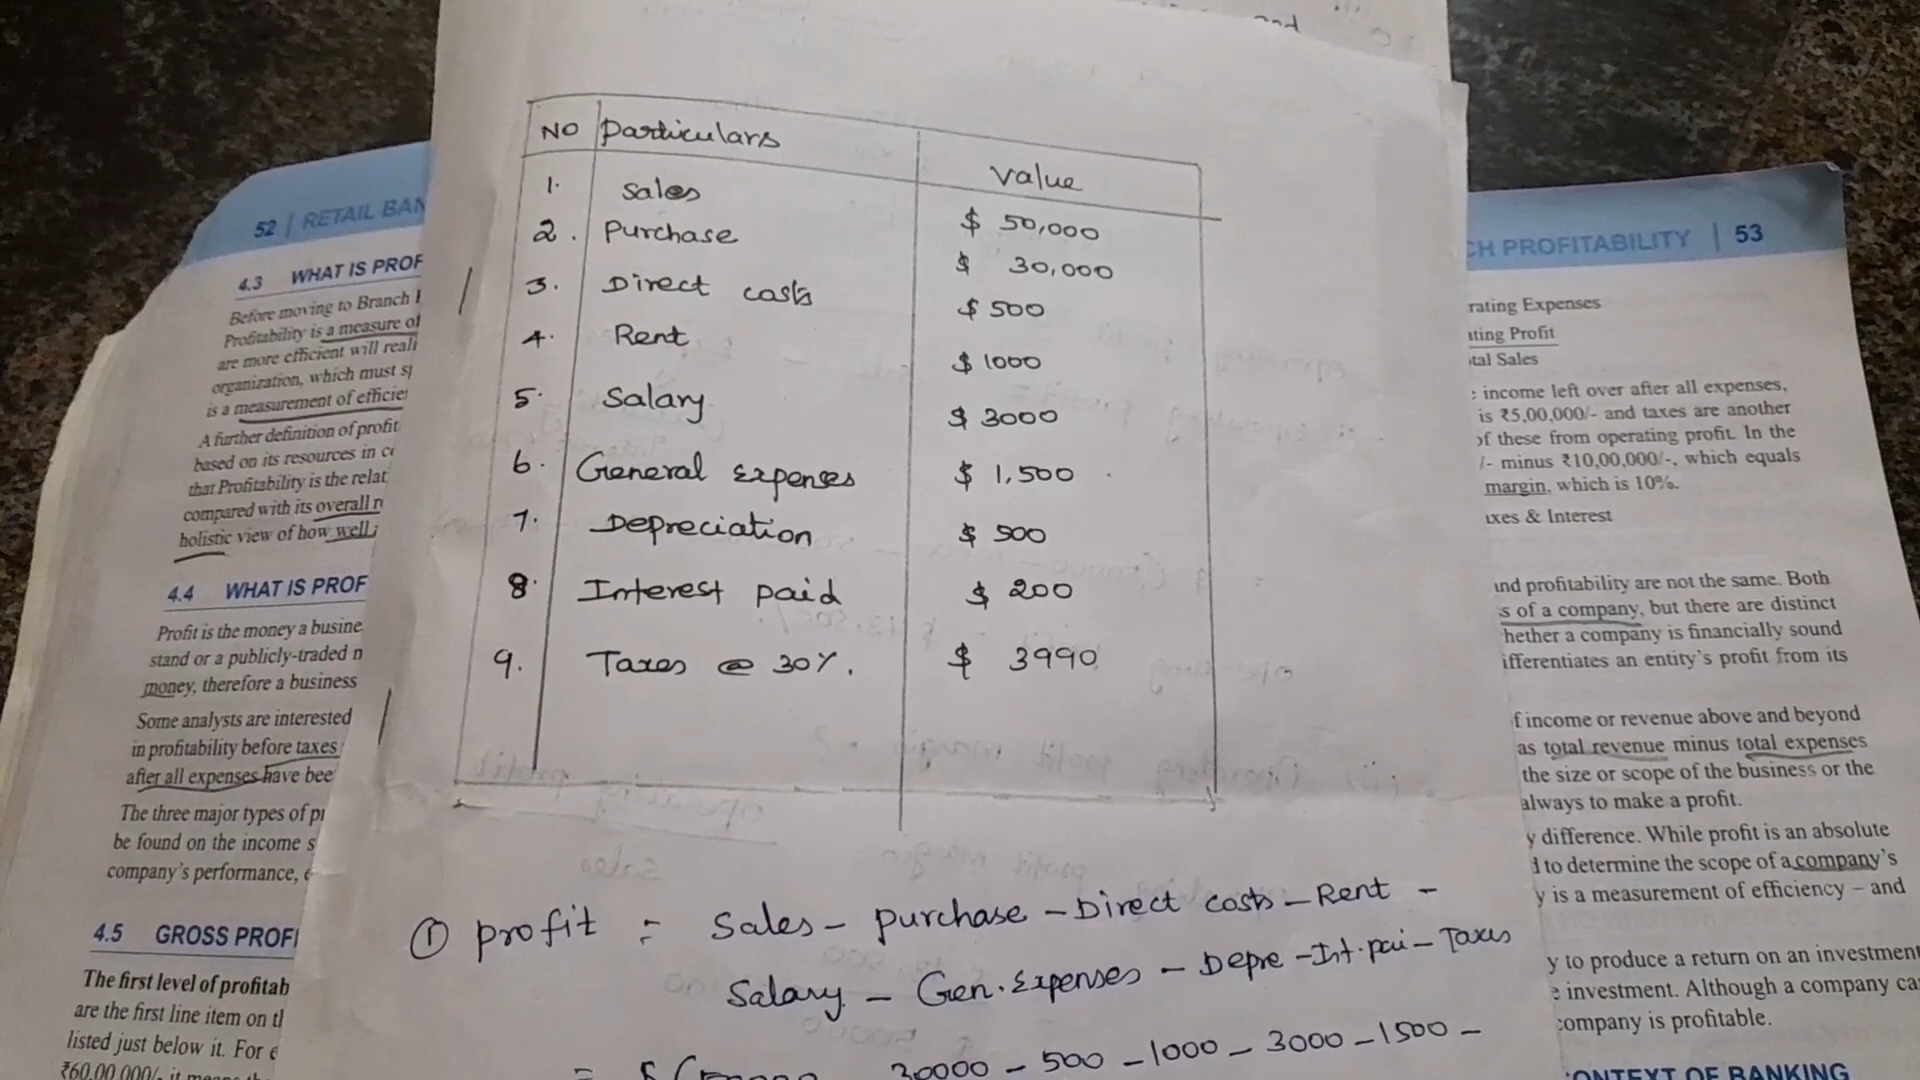 NO Particulars Value
1. Sales $ 50,000
2. Purchase $ 30,000
3. Direct costs $ 500
4. Rent $ 1000
5. Salary $ 3000
6. General Expenses $ 1,500
7. Depreciation $ 500
8. Interest paid $ 200
9. Taxes @ 30%. $ 3990
① profit = Sales - purchase - Direct costs - Rent -
Salary - Gen. Expenses - Depre - Int. pai - Taxes
= 30000 - 500 - 1000 - 3000 - 1500 -
52 | RETAIL BAN
4.3 WHAT IS PROF
Before moving to Branch
Profitability is a measure of
are more efficient will reali
organization, which must sp
is a measurement of efficie
A further definition of profit
based on its resources in
that Profitability is the relat
compared with its overall
holistic view of how well
4.4 WHAT IS PROF
Profit is the money a busine
stand or a publicly-traded
money, therefore a business
Some analysts are interested
in profitability before taxes
after all expenses have bee
The three major types of
be found on the income s
company's performance,
4.5 GROSS PROFI
The first level of profitab
are the first line item on
listed just below it. For
₹60,00,000/-
CH PROFITABILITY | 53
rating Expenses
ting Profit
tal Sales
income left over after all expenses,
is ₹5,00,000/- and taxes are another
of these from operating profit. In the
/- minus ₹10,00,000/-, which equals
margin, which is 10%.
xes & Interest
and profitability are not the same. Both
s of a company, but there are distinct
hether a company is financially sound
ifferentiates an entity's profit from its
f income or revenue above and beyond
as total revenue minus total expenses
the size or scope of the business or the
always to make a profit.
y difference. While profit is an absolute
d to determine the scope of a company's
y is a measurement of efficiency – and
y to produce a return on an investment
e investment. Although a company ca
company is profitable.
CONTEXT OF BANKING